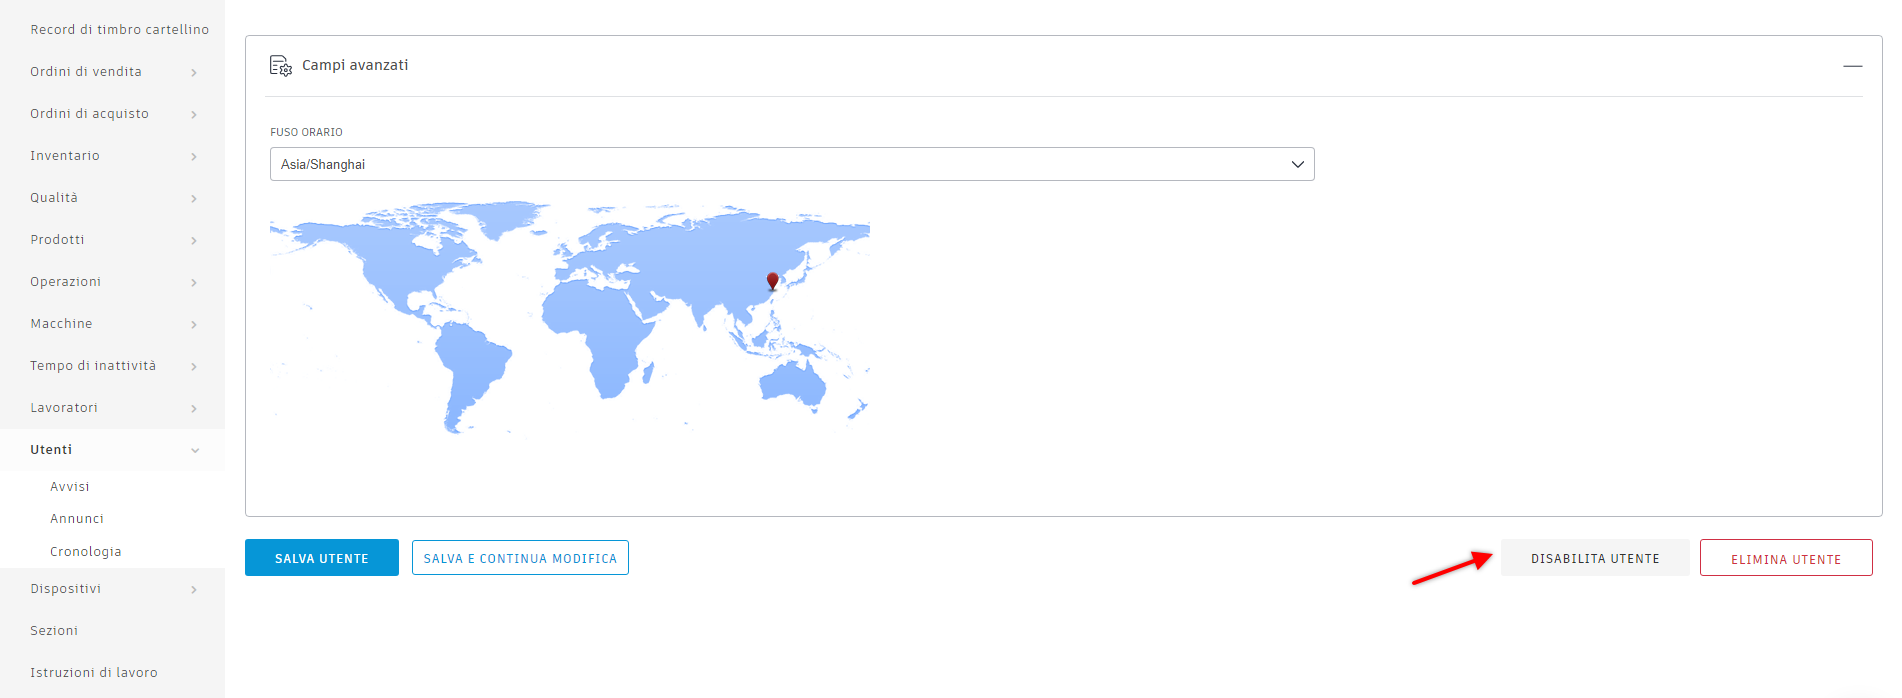 Record di timbro cartellino
Ordini di vendita
Ordini di acquisto
Inventario
Qualità
Prodotti
Operazioni
Macchine
Tempo di inattività
Lavoratori
Utenti
Avvisi
Annunci
Cronologia
Dispositivi
Sezioni
Istruzioni di lavoro
Campi avanzati
FUSO ORARIO
Asia/Shanghai
SALVA UTENTE
SALVA E CONTINUA MODIFICA
DISABILITA UTENTE
ELIMINA UTENTE